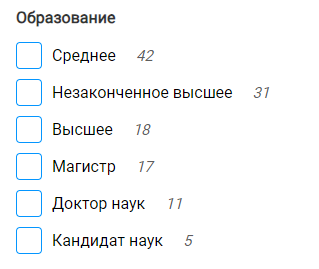 Образование
Среднее 42
Незаконченное высшее 31
Высшее 18
Магистр 17
Доктор наук 11
Кандидат наук 5